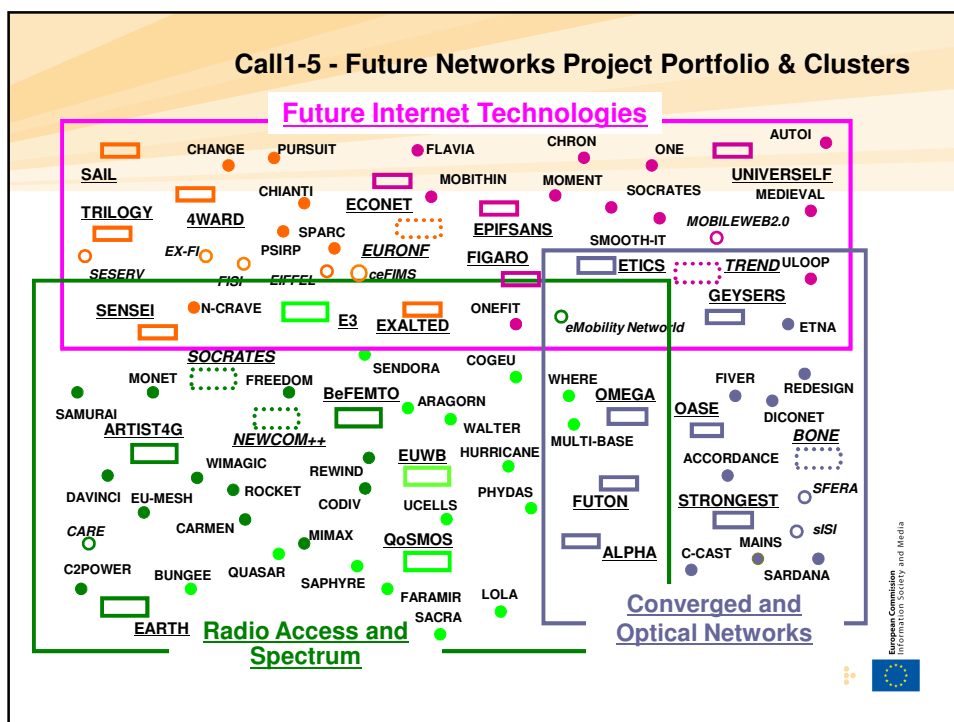 Call1-5 - Future Networks Project Portfolio & Clusters
Future Internet Technologies
AUTOI
CHANGE
PURSUIT
FLAVIA
CHRON
ONE
SAIL
UNIVERSELF
CHIANTI
MOBITHIN
MOMENT
SOCRATES
MEDIEVAL
TRILOGY
4WARD
ECONET
EPIFSANS
MOBILEWEB2.0
SPARC
PSIRP
EX-FI
EURONF
SMOOTH-IT
FIGARO
ETICS
TREND
ULOOP
SESERV
FISI
EIFFEL
ceFIMS
GEYSERS
SENSEI
N-CRAVE
E3
EXALTED
ONEFIT
eMobility Networld
ETNA
SOCRATES
SENDORA
COGEU
MONET
FREEDOM
BeFEMTO
WHERE
FIVER
REDESIGN
SAMURAI
ARAGORN
OMEGA
OASE
DICONET
ARTIST4G
NEWCOM++
WALTER
MULTI-BASE
BONE
WIMAGIC
REWIND
EUWB
HURRICANE
ACCORDANCE
DAVINCI
EU-MESH
ROCKET
CODIV
UCELLS
PHYDAS
FUTON
STRONGEST
SFERA
CARE
CARMEN
MIMAX
QoSMOS
ALPHA
C-CAST
MAINS
sISI
C2POWER
BUNGEE
QUASAR
SAPHYRE
SARDANA
FARAMIR
LOLA
SACRA
EARTH
Radio Access and
Spectrum
Converged and
Optical Networks
European Commission
Information Society and Media